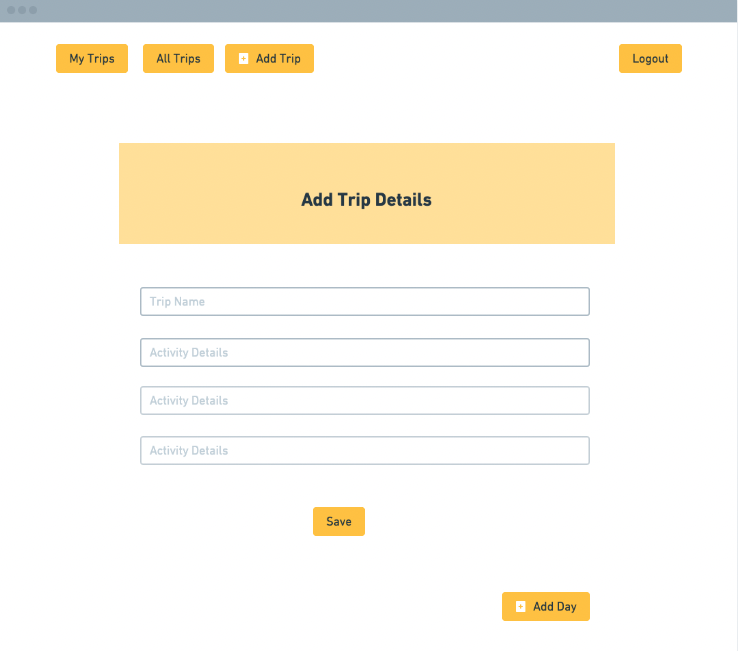 My Trips All Trips Add Trip Logout
Add Trip Details
Trip Name
Activity Details
Activity Details
Activity Details
Save
Add Day